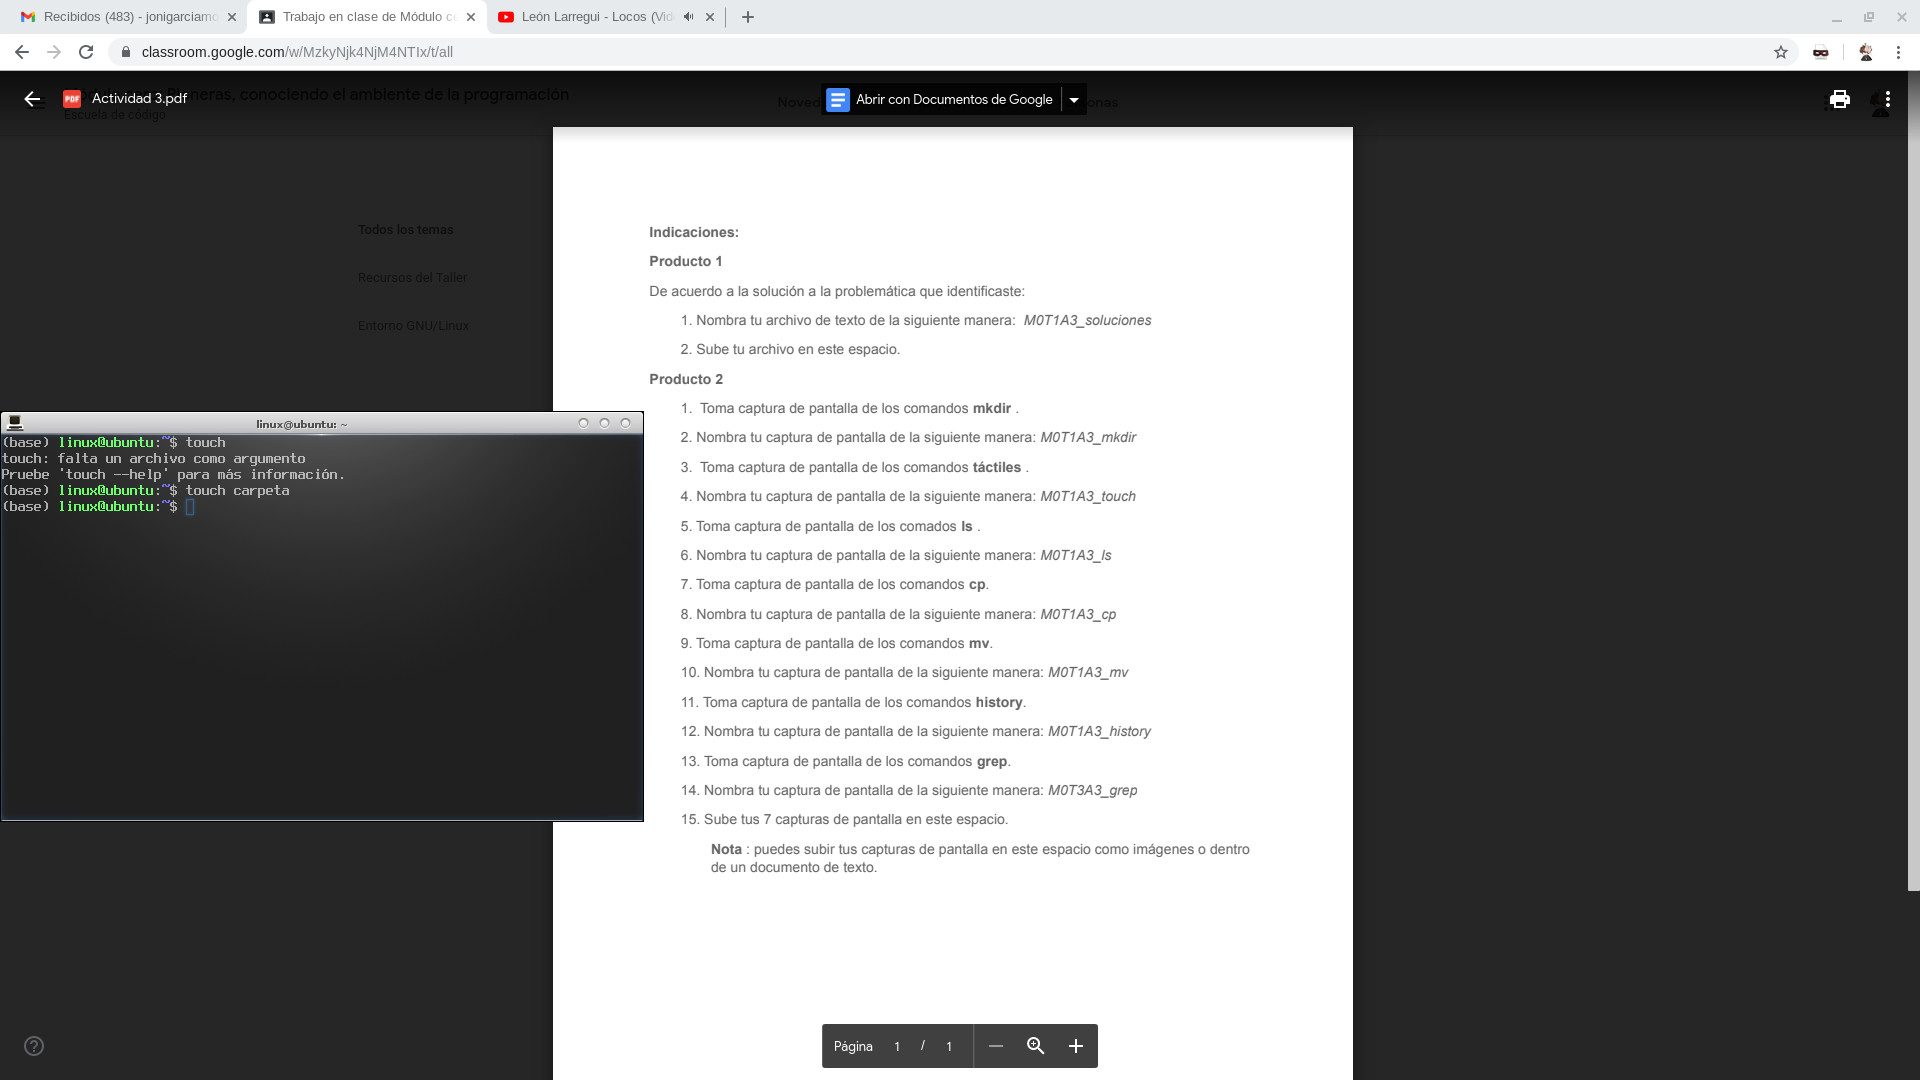 Recibidos (483) - jonigarciamo
Trabajo en clase de Módulo ce
León Larregui - Locos (Vid
classroom.google.com/w/MzkyNjk4NjM4NTIx/t/all
PDF
Actividad 3.pdf
neras, conociendo el ambiente de la programación
Escuela de código
Noved
Abrir con Documentos de Google
onas
Todos los temas
Recursos del Taller
Entorno GNU/Linux
Indicaciones:
Producto 1
De acuerdo a la solución a la problemática que identificaste:
1. Nombra tu archivo de texto de la siguiente manera: M0T1A3_soluciones
2. Sube tu archivo en este espacio.
Producto 2
1. Toma captura de pantalla de los comandos mkdir .
2. Nombra tu captura de pantalla de la siguiente manera: M0T1A3_mkdir
3. Toma captura de pantalla de los comandos táctiles .
4. Nombra tu captura de pantalla de la siguiente manera: M0T1A3_touch
5. Toma captura de pantalla de los comados ls .
6. Nombra tu captura de pantalla de la siguiente manera: M0T1A3_ls
7. Toma captura de pantalla de los comandos cp.
8. Nombra tu captura de pantalla de la siguiente manera: M0T1A3_cp
9. Toma captura de pantalla de los comandos mv.
10. Nombra tu captura de pantalla de la siguiente manera: M0T1A3_mv
11. Toma captura de pantalla de los comandos history.
12. Nombra tu captura de pantalla de la siguiente manera: M0T1A3_history
13. Toma captura de pantalla de los comandos grep.
14. Nombra tu captura de pantalla de la siguiente manera: M0T3A3_grep
15. Sube tus 7 capturas de pantalla en este espacio.
Nota : puedes subir tus capturas de pantalla en este espacio como imágenes o dentro
de un documento de texto.
linux@ubuntu: ~
(base) linux@ubuntu:~$ touch
touch: falta un archivo como argumento
Pruebe 'touch --help' para más información.
(base) linux@ubuntu:~$ touch carpeta
(base) linux@ubuntu:~$
Página 1 / 1